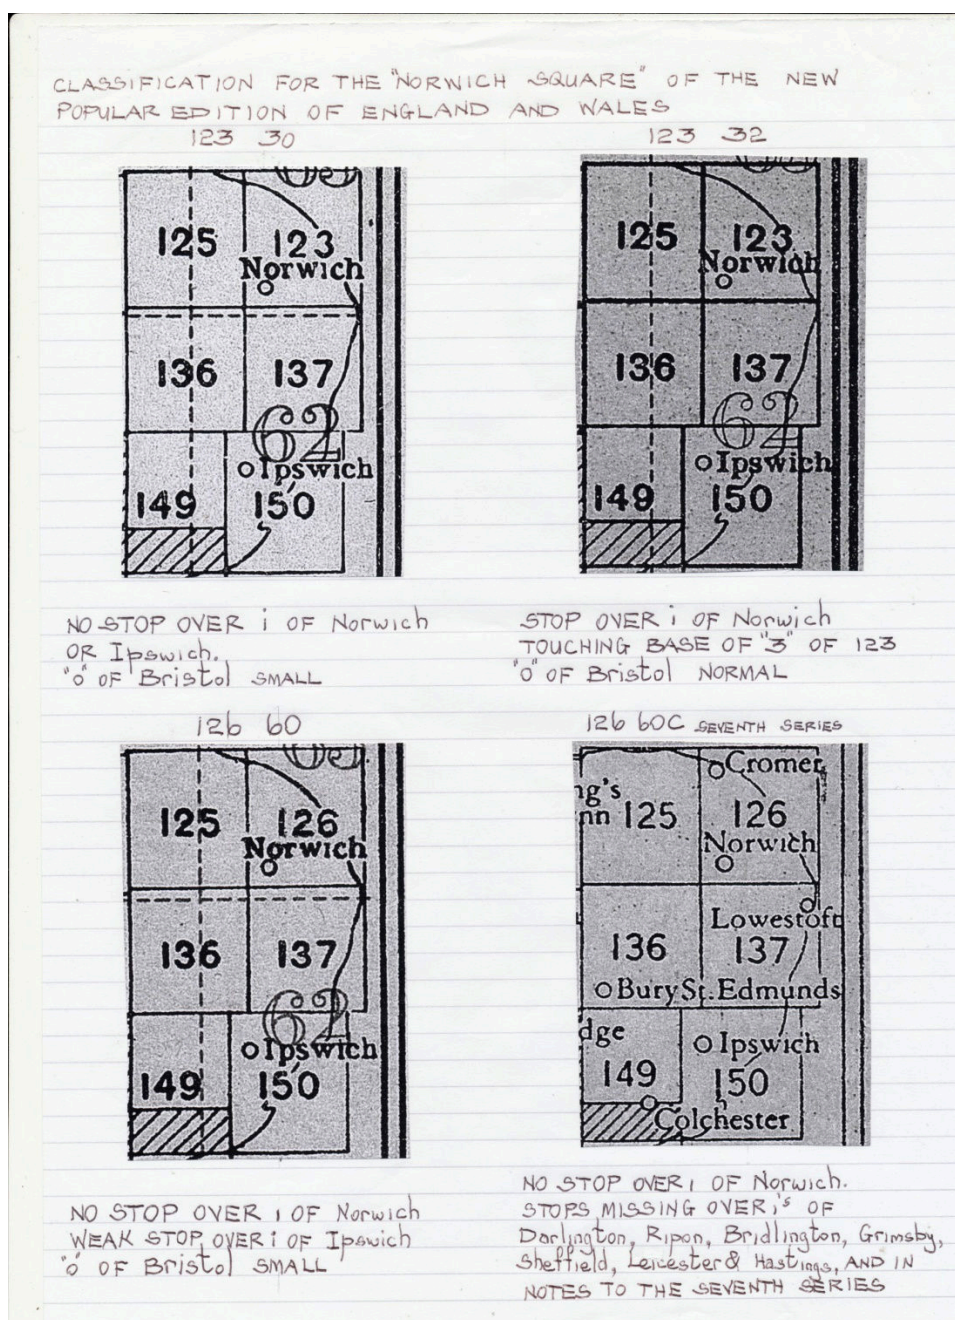 CLASSIFICATION FOR THE "NORWICH SQUARE" OF THE NEW
POPULAR EDITION OF ENGLAND AND WALES
123 30
125 123
Norwich
136 137
62
Ipswich
149 150
NO STOP OVER i OF Norwich
OR Ipswich.
"o" OF Bristol SMALL
123 32
125 123
Norwich
136 137
62
Ipswich
149 150
STOP OVER i OF Norwich
TOUCHING BASE OF "3" OF 123
"O" OF Bristol NORMAL
126 60
125 126
Norwich
136 137
62
Ipswich
149 150
NO STOP OVER ı OF Norwich
WEAK STOP OVER i OF Ipswich
"o" OF Bristol SMALL
126 60C SEVENTH SERIES
Cromer
ng's
nn 125 126
Norwich
Lowestoft
136 137
Bury St. Edmunds
dge
Ipswich
149 150
Colchester
NO STOP OVER ı OF Norwich.
STOPS MISSING OVER i's OF
Darlington, Ripon, Bridlington, Grimsby,
Sheffield, Leicester & Hastings, AND IN
NOTES TO THE SEVENTH SERIES